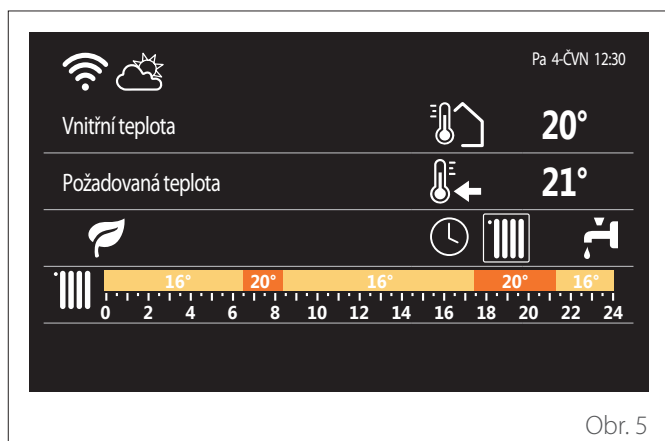 Pa 4-ČVN 12:30
Vnitřní teplota 20°
Požadovaná teplota 21°
16° 20° 16° 20° 16°
0 2 4 6 8 10 12 14 16 18 20 22 24
Obr. 5